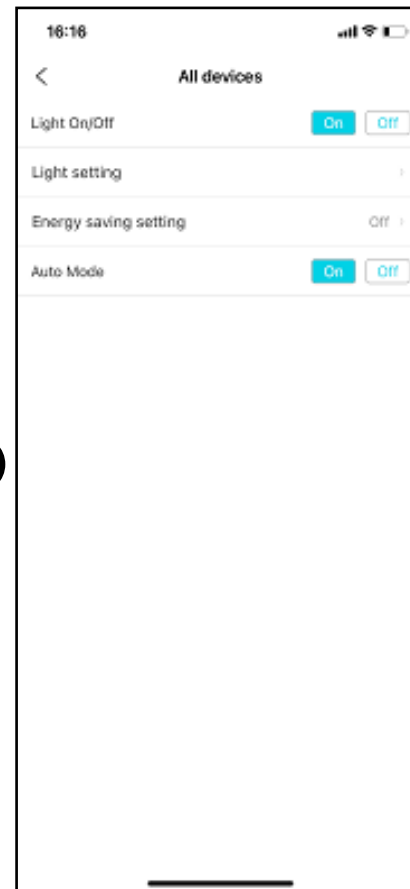 16:16
All devices
Light On/Off On Off
Light setting
Energy saving setting Off
Auto Mode On Off